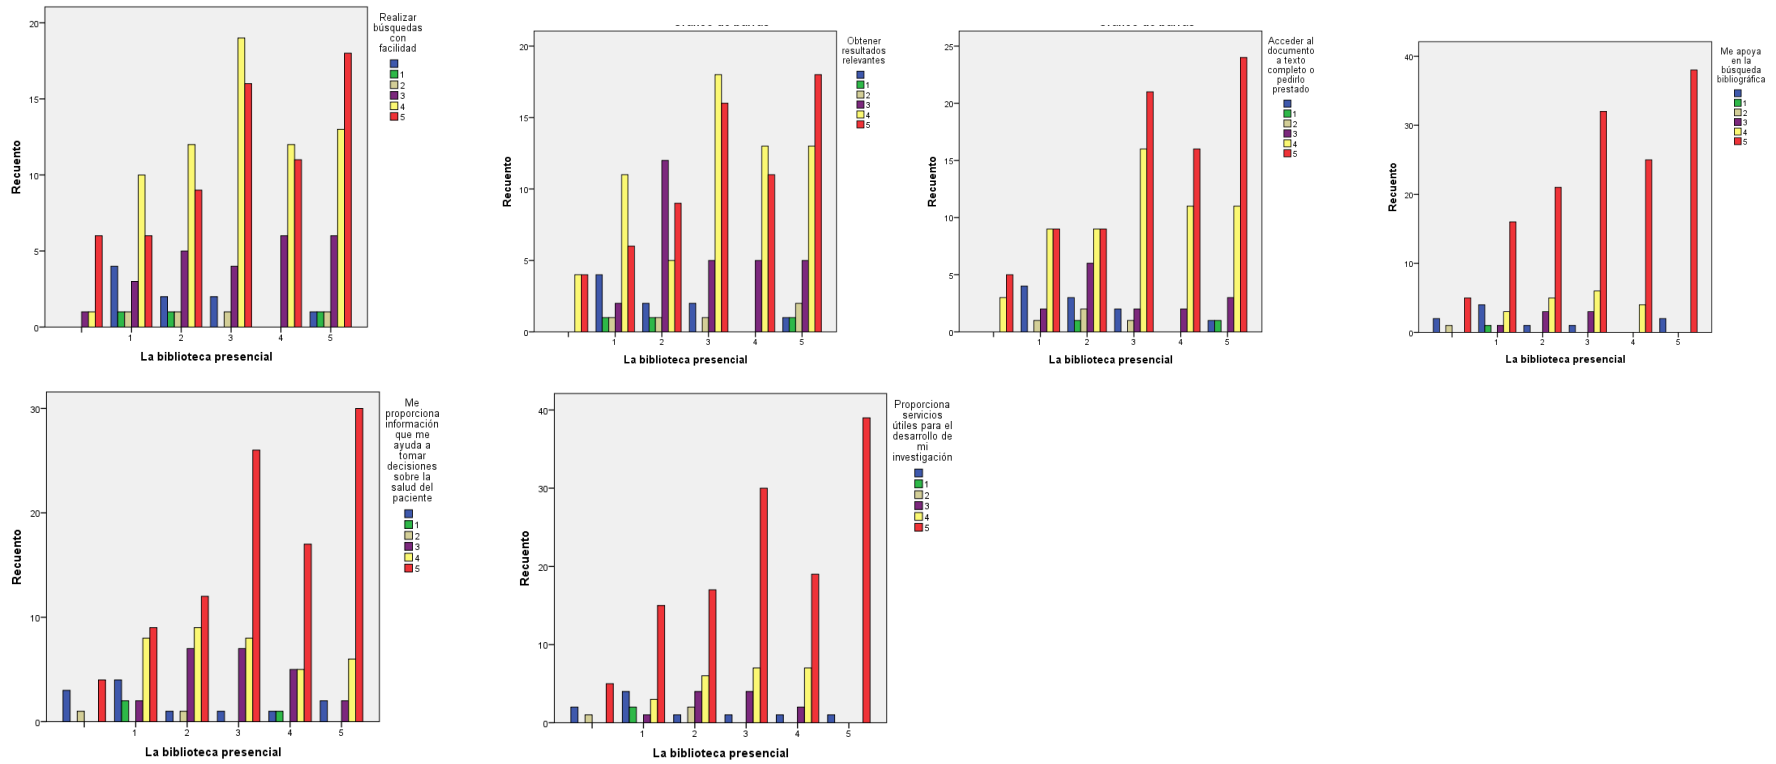 Realizar
búsquedas
con
facilidad
1
2
3
4
5
20
15
10
5
0
Recuento
1 2 3 4 5
La biblioteca presencial
Obtener
resultados
relevantes
1
2
3
4
5
20
15
10
5
0
Recuento
1 2 3 4 5
La biblioteca presencial
Acceder al
documento
a texto
completo o
pedirlo
prestado
1
2
3
4
5
25
20
15
10
5
0
Recuento
1 2 3 4 5
La biblioteca presencial
Me apoya
en la
búsqueda
bibliográfica
1
2
3
4
5
40
30
20
10
0
Recuento
1 2 3 4 5
La biblioteca presencial
Me
proporciona
información
que me
ayuda a
tomar
decisiones
sobre la
salud del
paciente
1
2
3
4
5
30
20
10
0
Recuento
1 2 3 4 5
La biblioteca presencial
Proporciona
servicios
útiles para el
desarrollo de
mi
investigación
1
2
3
4
5
40
30
20
10
0
Recuento
1 2 3 4 5
La biblioteca presencial